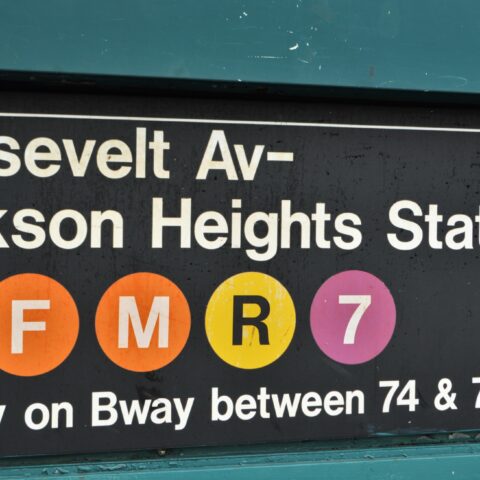 sevelt Av-
kson Heights Stat
F M R 7
y on Bway between 74 & 7